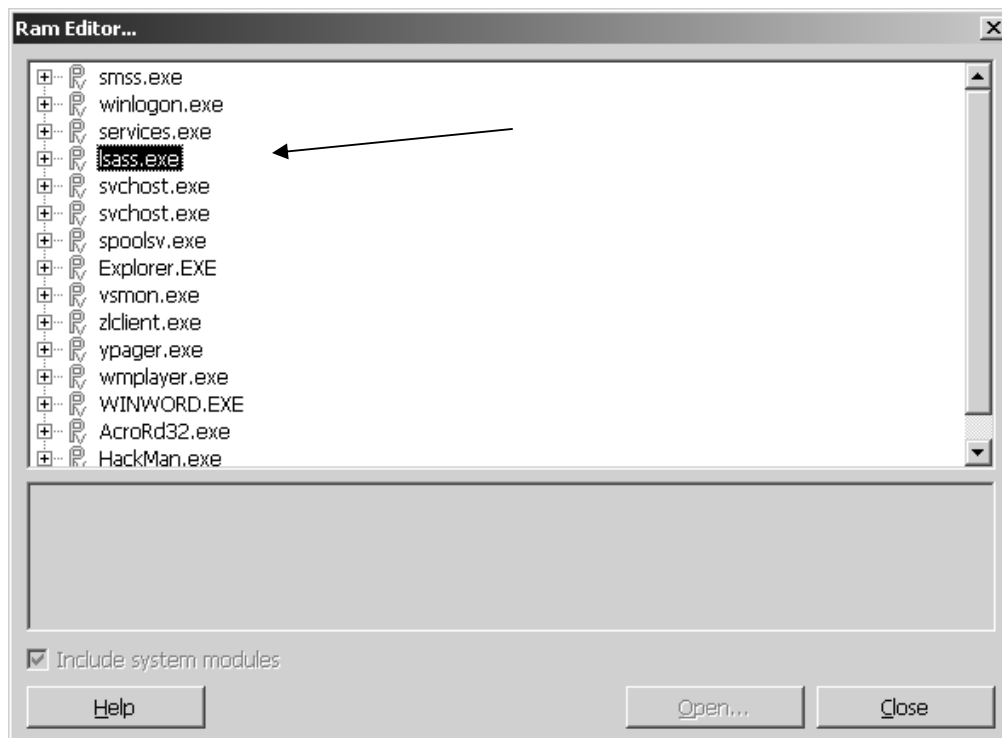 Ram Editor...
smss.exe
winlogon.exe
services.exe
lsass.exe
svchost.exe
svchost.exe
spoolsv.exe
Explorer.EXE
vsmon.exe
zlclient.exe
ypager.exe
wmplayer.exe
WINWORD.EXE
AcroRd32.exe
HackMan.exe
Include system modules
Help Open... Close